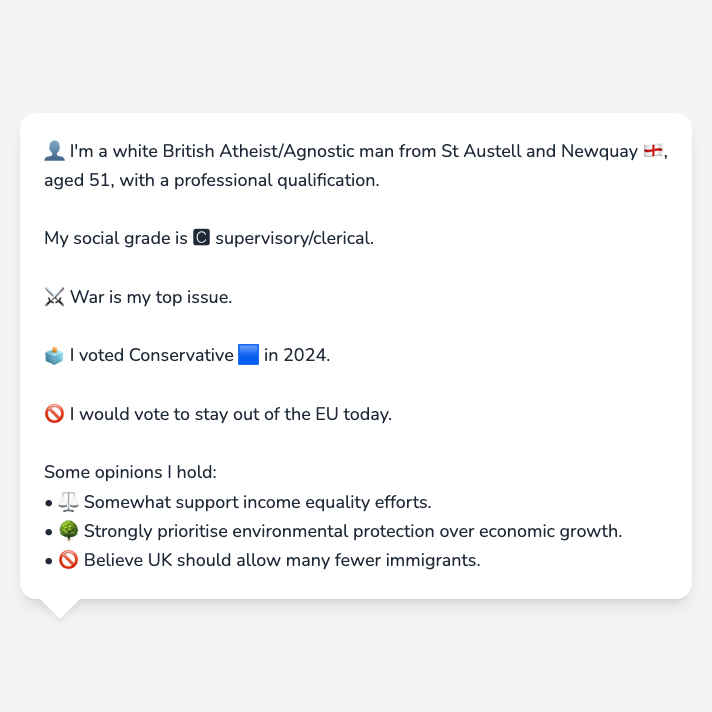 👤 I'm a white British Atheist/Agnostic man from St Austell and Newquay 🏴󠁧󠁢󠁥󠁮󠁧󠁿,
aged 51, with a professional qualification.
My social grade is 🅲 supervisory/clerical.
⚔️ War is my top issue.
🗳️ I voted Conservative 🟦 in 2024.
🚫 I would vote to stay out of the EU today.
Some opinions I hold:
• ⚖️ Somewhat support income equality efforts.
• 🌳 Strongly prioritise environmental protection over economic growth.
• 🚫 Believe UK should allow many fewer immigrants.